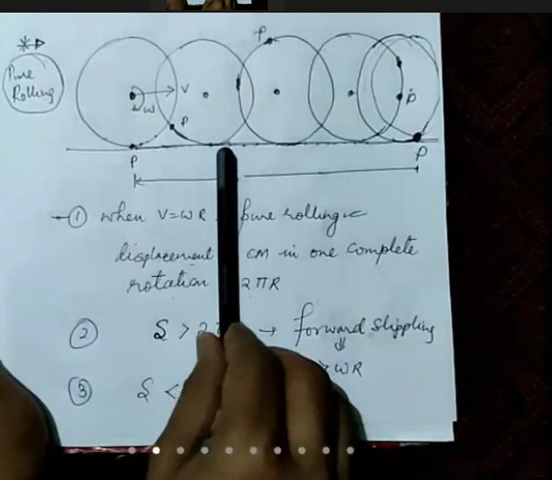 Pure
Rolling
P
V
ω
P
P
P
P
① when V=ωR pure rolling
displacement CM in one complete
rotation 2πR
② S > 2 → forward slipping
> ωR
③ S <